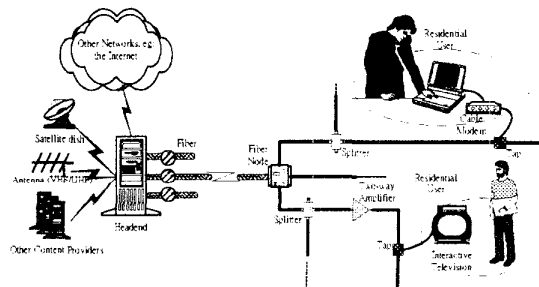 Other Networks, eg.
the Internet
Residential
User
Satellite dish
Fiber
Fiber
Node
Cable
Modem
Splitter
Tap
Antenna (VHF/UHF)
Headend
Other Content Providers
Splitter
Two-way
Amplifier
Residential
User
Tap
Interactive
Television